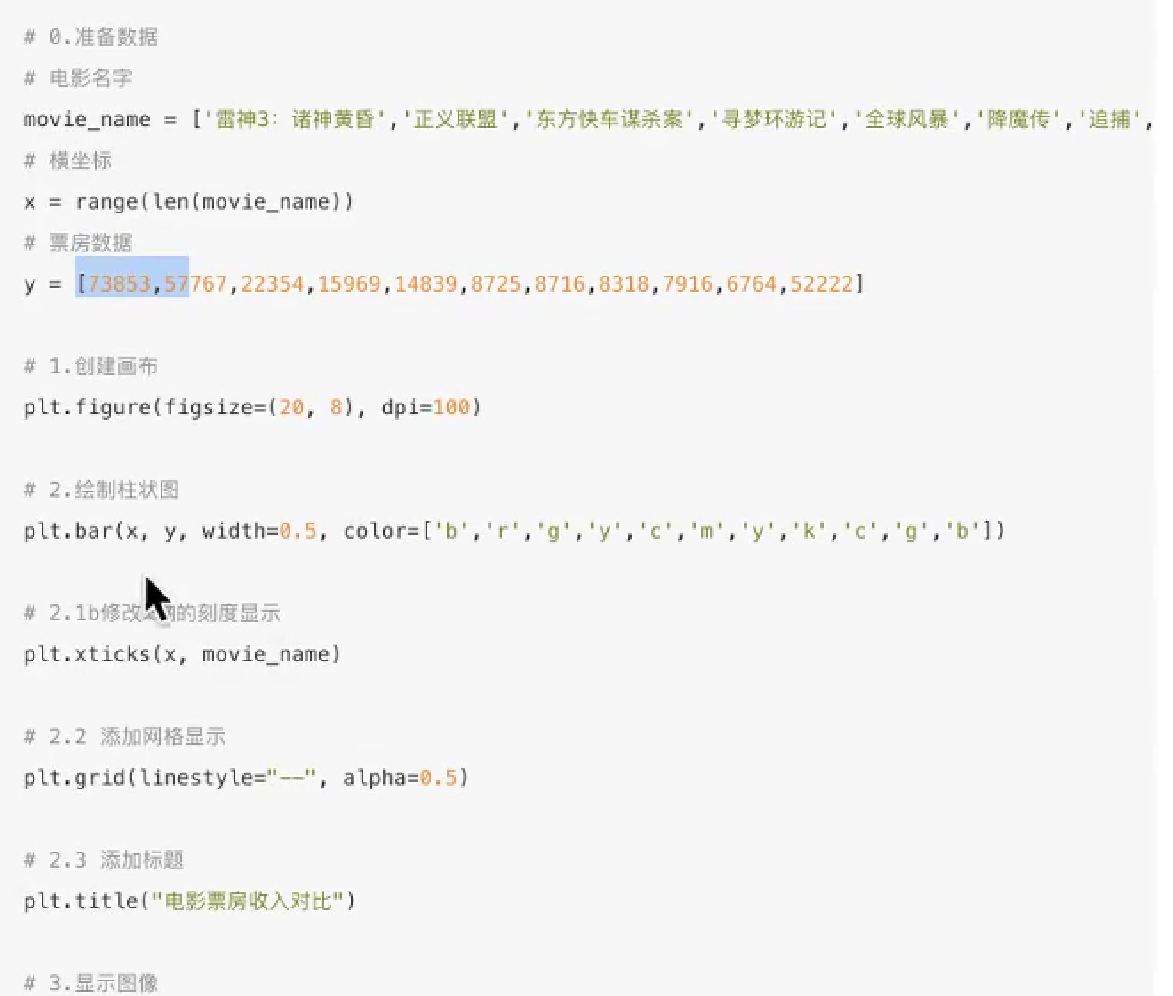 # 0.准备数据
# 电影名字
movie_name = ['雷神3：诸神黄昏','正义联盟','东方快车谋杀案','寻梦环游记','全球风暴','降魔传','追捕',
# 横坐标
x = range(len(movie_name))
# 票房数据
y = [73853,57767,22354,15969,14839,8725,8716,8318,7916,6764,52222]
# 1.创建画布
plt.figure(figsize=(20, 8), dpi=100)
# 2.绘制柱状图
plt.bar(x, y, width=0.5, color=['b','r','g','y','c','m','y','k','c','g','b'])
# 2.1b修改的刻度显示
plt.xticks(x, movie_name)
# 2.2 添加网格显示
plt.grid(linestyle="--", alpha=0.5)
# 2.3 添加标题
plt.title("电影票房收入对比")
# 3.显示图像